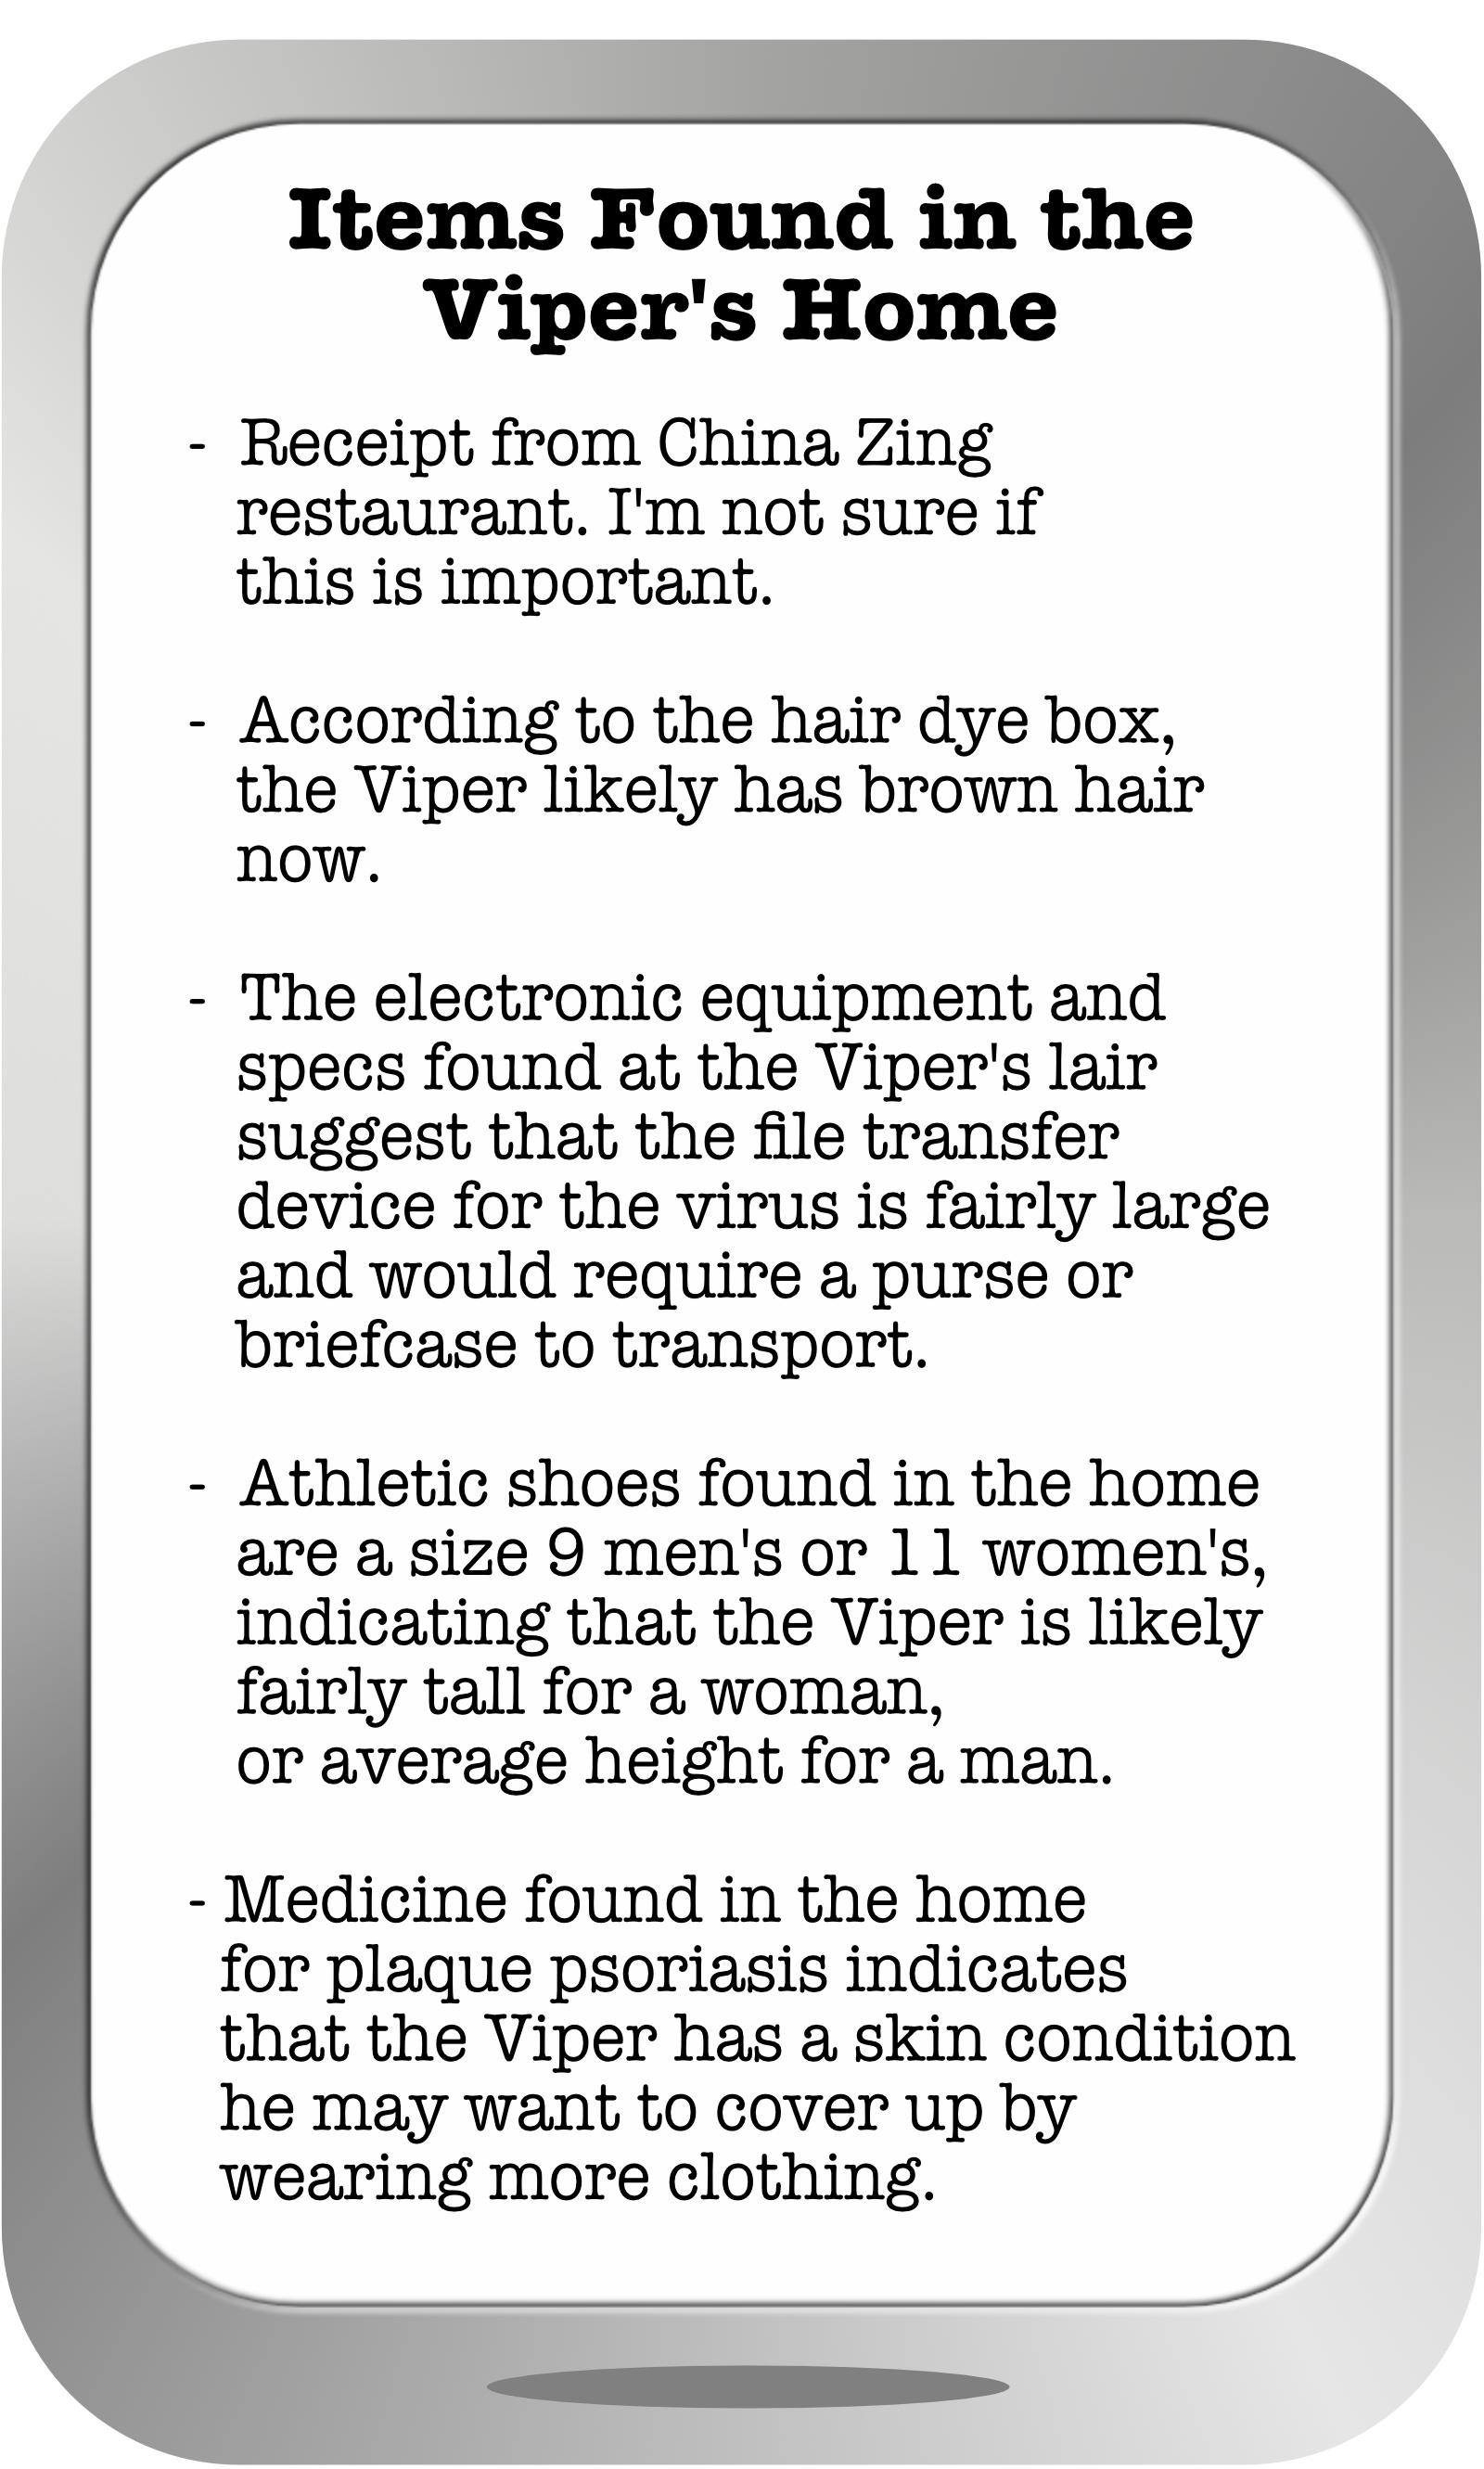 Items Found in the
Viper's Home
- Receipt from China Zing
restaurant. I'm not sure if
this is important.
- According to the hair dye box,
the Viper likely has brown hair
now.
- The electronic equipment and
specs found at the Viper's lair
suggest that the file transfer
device for the virus is fairly large
and would require a purse or
briefcase to transport.
- Athletic shoes found in the home
are a size 9 men's or 11 women's,
indicating that the Viper is likely
fairly tall for a woman,
or average height for a man.
- Medicine found in the home
for plaque psoriasis indicates
that the Viper has a skin condition
he may want to cover up by
wearing more clothing.